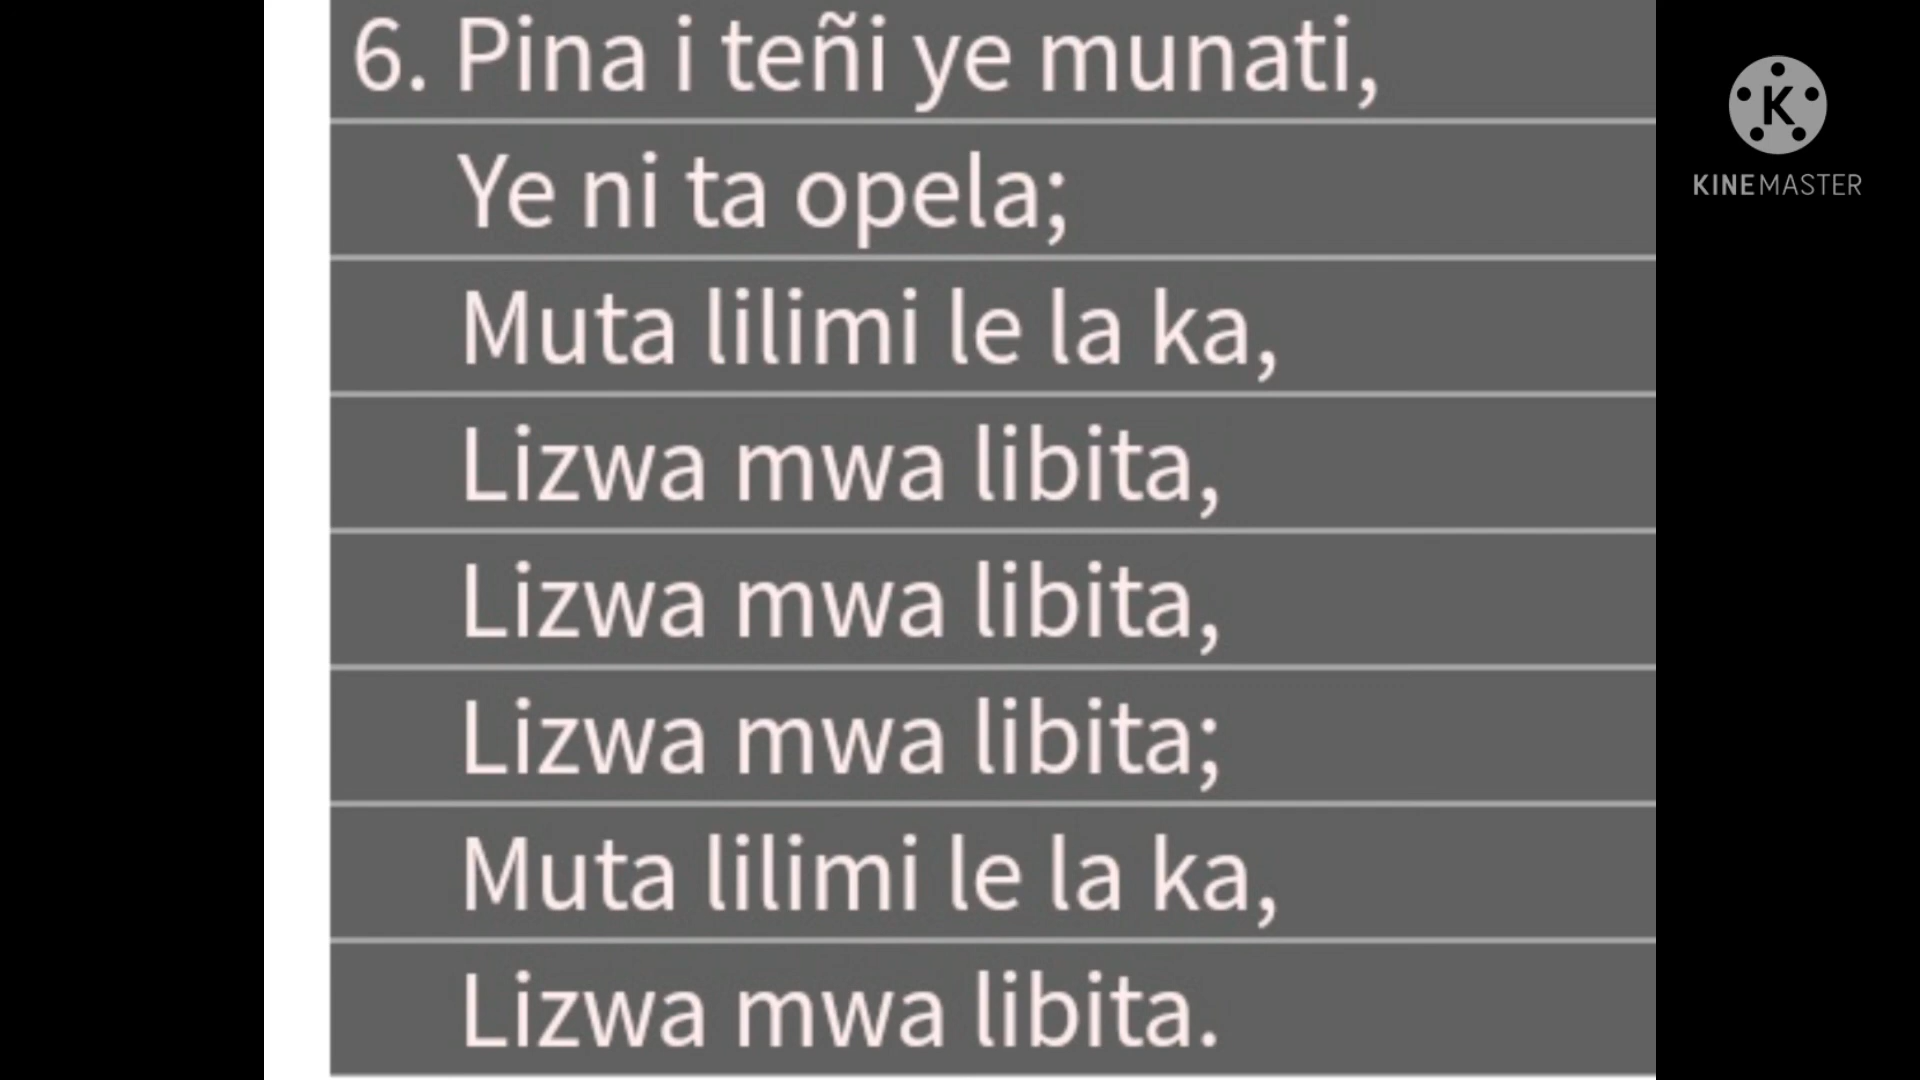 6. Pina i teñi ye munati,
Ye ni ta opela;
Muta lilimi le la ka,
Lizwa mwa libita,
Lizwa mwa libita,
Lizwa mwa libita;
Muta lilimi le la ka,
Lizwa mwa libita.
K
KINEMASTER